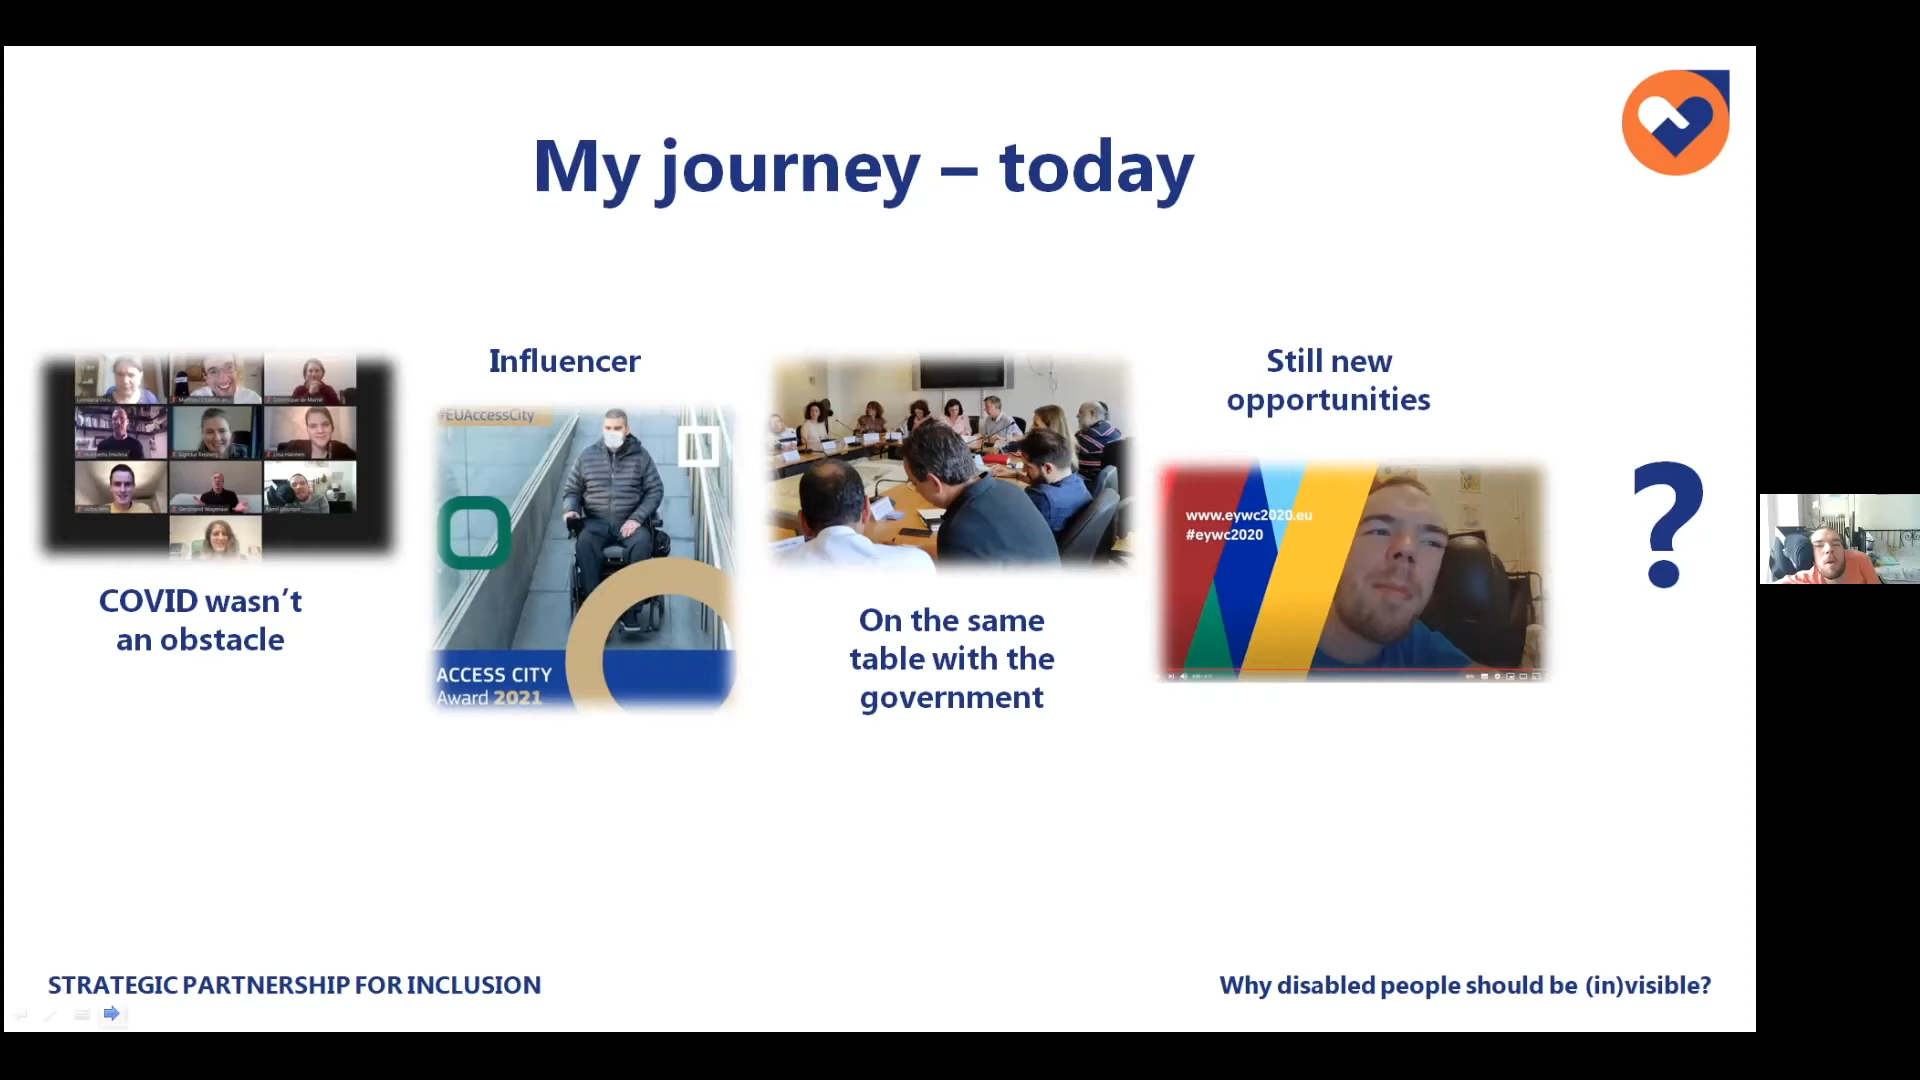 My journey – today
COVID wasn’t
an obstacle
Influencer
#EUAccessCity
ACCESS CITY
Award 2021
On the same
table with the
government
Still new
opportunities
www.eywc2020.eu
#eywc2020
?
STRATEGIC PARTNERSHIP FOR INCLUSION
Why disabled people should be (in)visible?